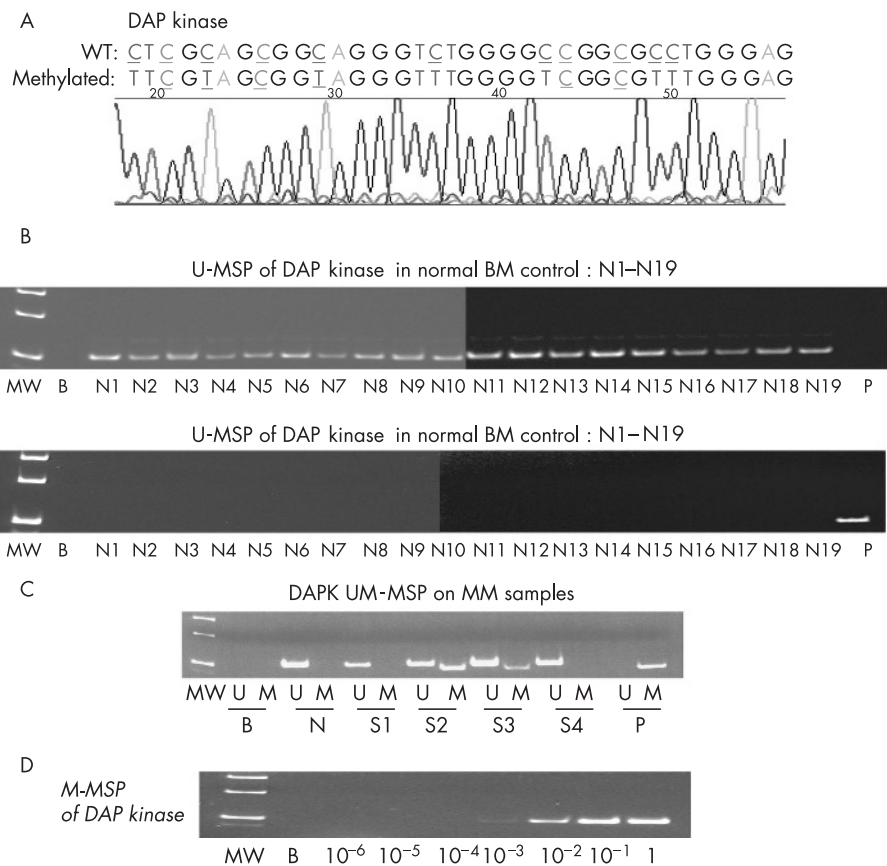 A DAP kinase
WT: CTCGCAGCGGCAGGGTCTGGGGCCGGCGCCTGGGAG
Methylated: TTCGTAGCGGTAGGGTTTGGGGTCGGCGTTTGGGAG
20 30 40 50
B
U-MSP of DAP kinase in normal BM control : N1–N19
MW B N1 N2 N3 N4 N5 N6 N7 N8 N9 N10 N11 N12 N13 N14 N15 N16 N17 N18 N19 P
U-MSP of DAP kinase in normal BM control : N1–N19
MW B N1 N2 N3 N4 N5 N6 N7 N8 N9 N10 N11 N12 N13 N14 N15 N16 N17 N18 N19 P
C
DAPK UM-MSP on MM samples
MW U M U M U M U M U M U M U M
B N S1 S2 S3 S4 P
D
M-MSP
of DAP kinase
MW B 10⁻⁶ 10⁻⁵ 10⁻⁴ 10⁻³ 10⁻² 10⁻¹ 1